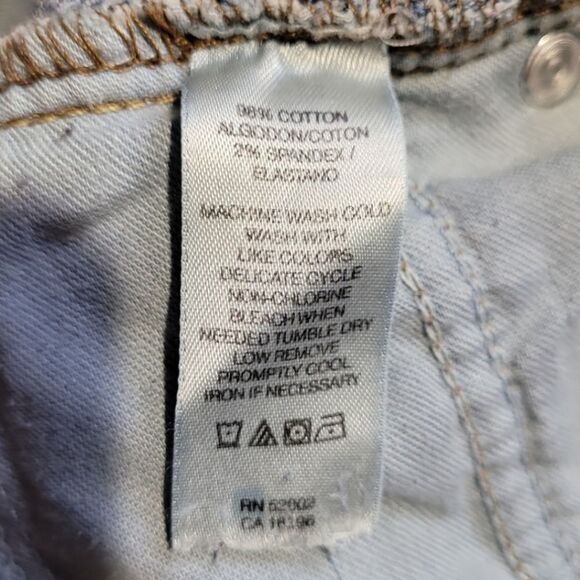 98% COTTON
ALGODON/COTON
2% SPANDEX /
ELASTANO
MACHINE WASH COLD
WASH WITH
LIKE COLORS
DELICATE CYCLE
NON-CHLORINE
BLEACH WHEN
NEEDED TUMBLE DRY
LOW REMOVE
PROMPTLY COOL
IRON IF NECESSARY
RN 52002
CA 16196